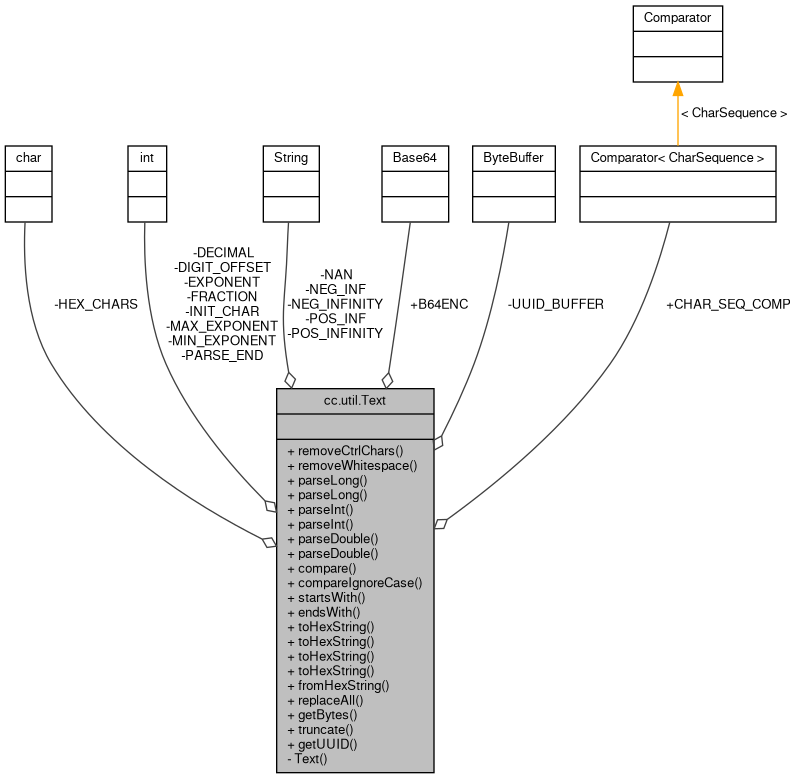 Comparator
< CharSequence >
char
int
String
Base64
ByteBuffer
Comparator< CharSequence >
-HEX_CHARS
-DECIMAL
-DIGIT_OFFSET
-EXPONENT
-FRACTION
-INIT_CHAR
-MAX_EXPONENT
-MIN_EXPONENT
-PARSE_END
-NAN
-NEG_INF
-NEG_INFINITY
-POS_INF
-POS_INFINITY
+B64ENC
-UUID_BUFFER
+CHAR_SEQ_COMP
cc.util.Text
+ removeCtrlChars()
+ removeWhitespace()
+ parseLong()
+ parseLong()
+ parseInt()
+ parseInt()
+ parseDouble()
+ parseDouble()
+ compare()
+ compareIgnoreCase()
+ startsWith()
+ endsWith()
+ toHexString()
+ toHexString()
+ toHexString()
+ toHexString()
+ fromHexString()
+ replaceAll()
+ getBytes()
+ truncate()
+ getUUID()
- Text()